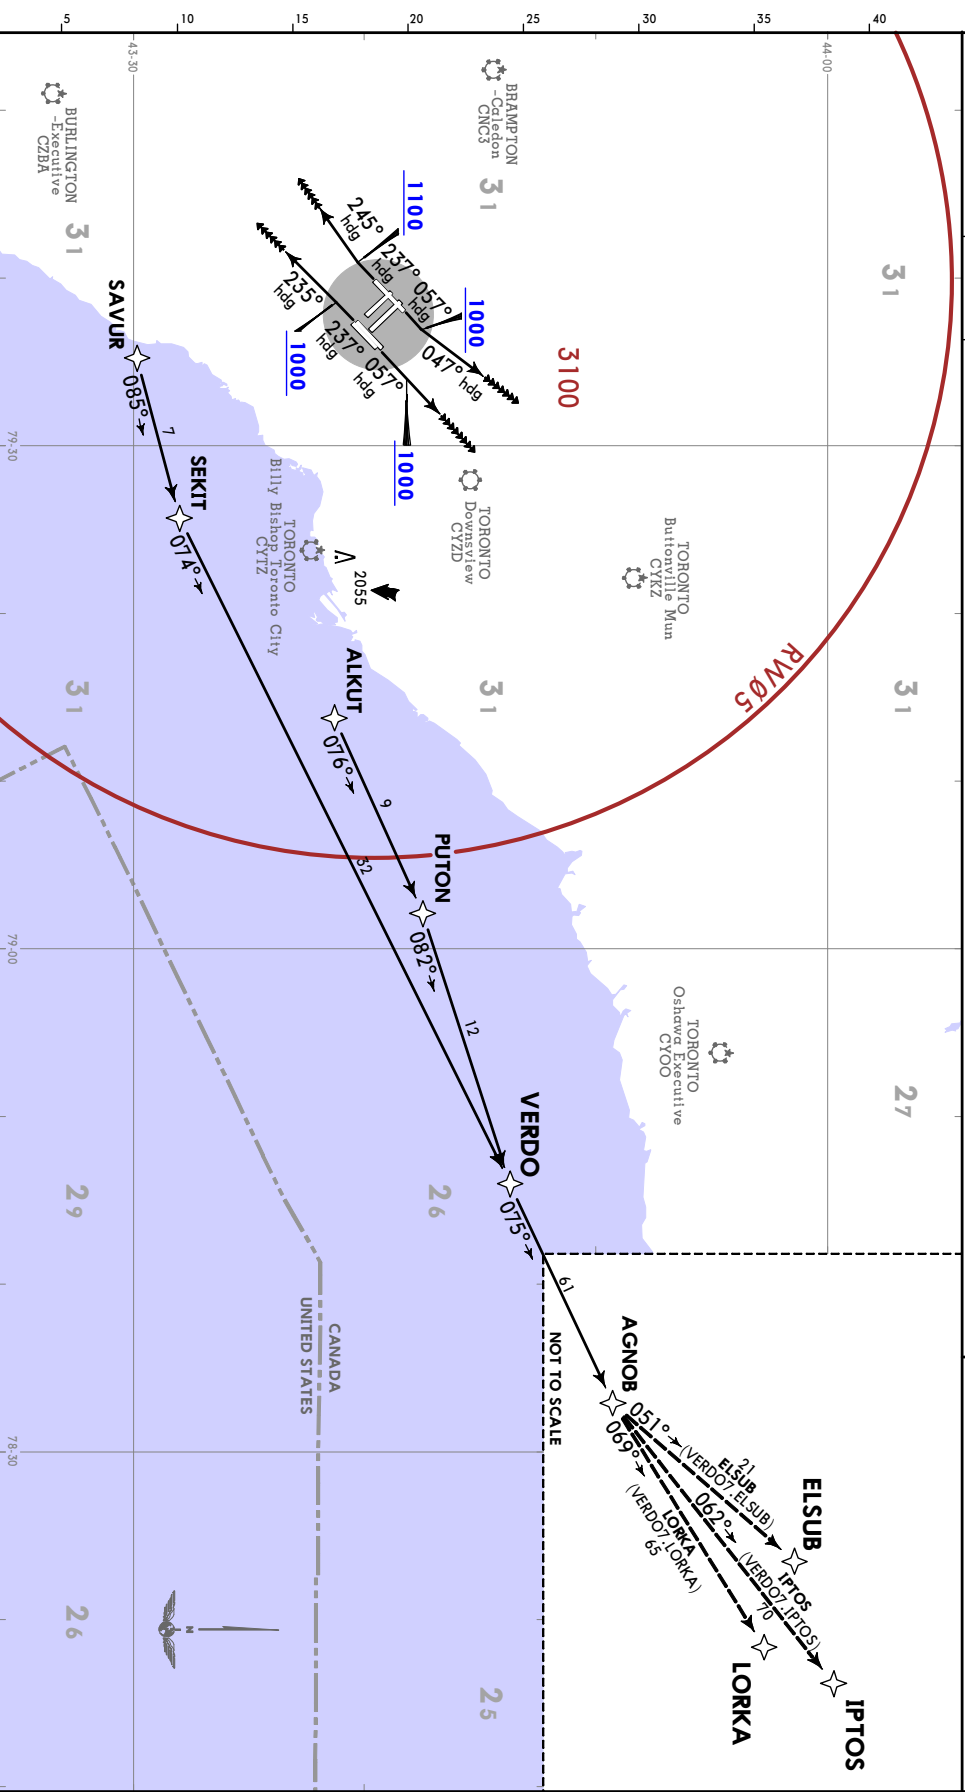 5
10
15
20
25
30
35
40
43-30
44-00
BURLINGTON
-Executive
CZBA
BRAMPTON
-Caledon
CNC3
31
31
31
1100
245°
hdg
237°
hdg
057°
hdg
1000
047°
hdg
235°
hdg
1000
237°
hdg
057°
hdg
1000
3100
79-30
SAVUR
085°
7
SEKIT
074°
32
TORONTO
Billy Bishop Toronto City
CYTZ
2055
TORONTO
Downsview
CYZD
TORONTO
Buttonville Mun
CYKZ
RWØ5
31
31
31
ALKUT
076°
9
PUTON
082°
12
79-00
TORONTO
Oshawa Executive
CYOO
27
VERDO
075°
61
29
26
CANADA
UNITED STATES
NOT TO SCALE
AGNOB
051°
21
ELSUB
(VERDO7.ELSUB)
ELSUB
062°
IPTOS
(VERDO7.IPTOS)
70
IPTOS
069°
LORKA
(VERDO7.LORKA)
65
LORKA
78-30
N
26
25